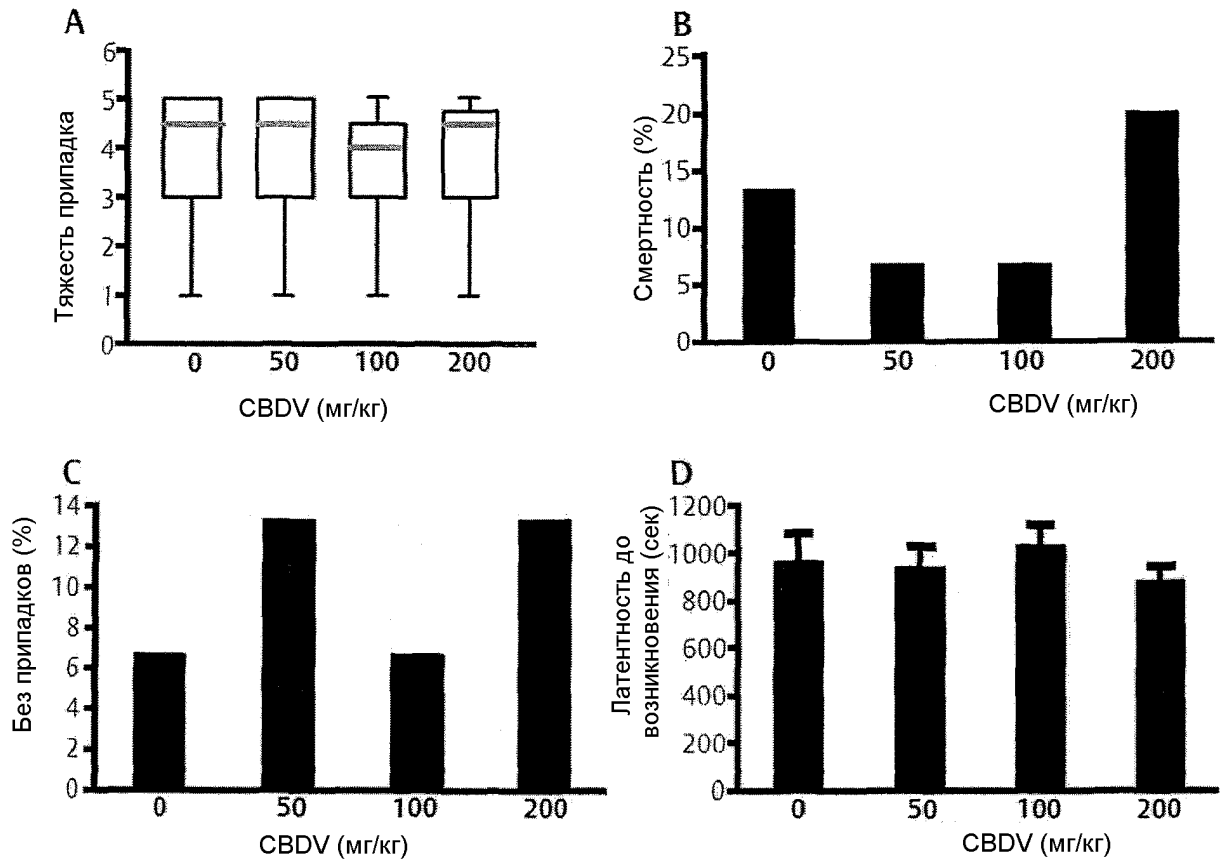 A
Тяжесть припадка
6
5
4
3
2
1
0
0 50 100 200
CBDV (мг/кг)
B
Смертность (%)
25
20
15
10
5
0
0 50 100 200
CBDV (мг/кг)
C
Без припадков (%)
14
12
10
8
6
4
2
0
0 50 100 200
CBDV (мг/кг)
D
Латентность до
возникновения (сек)
1200
1000
800
600
400
200
0
0 50 100 200
CBDV (мг/кг)